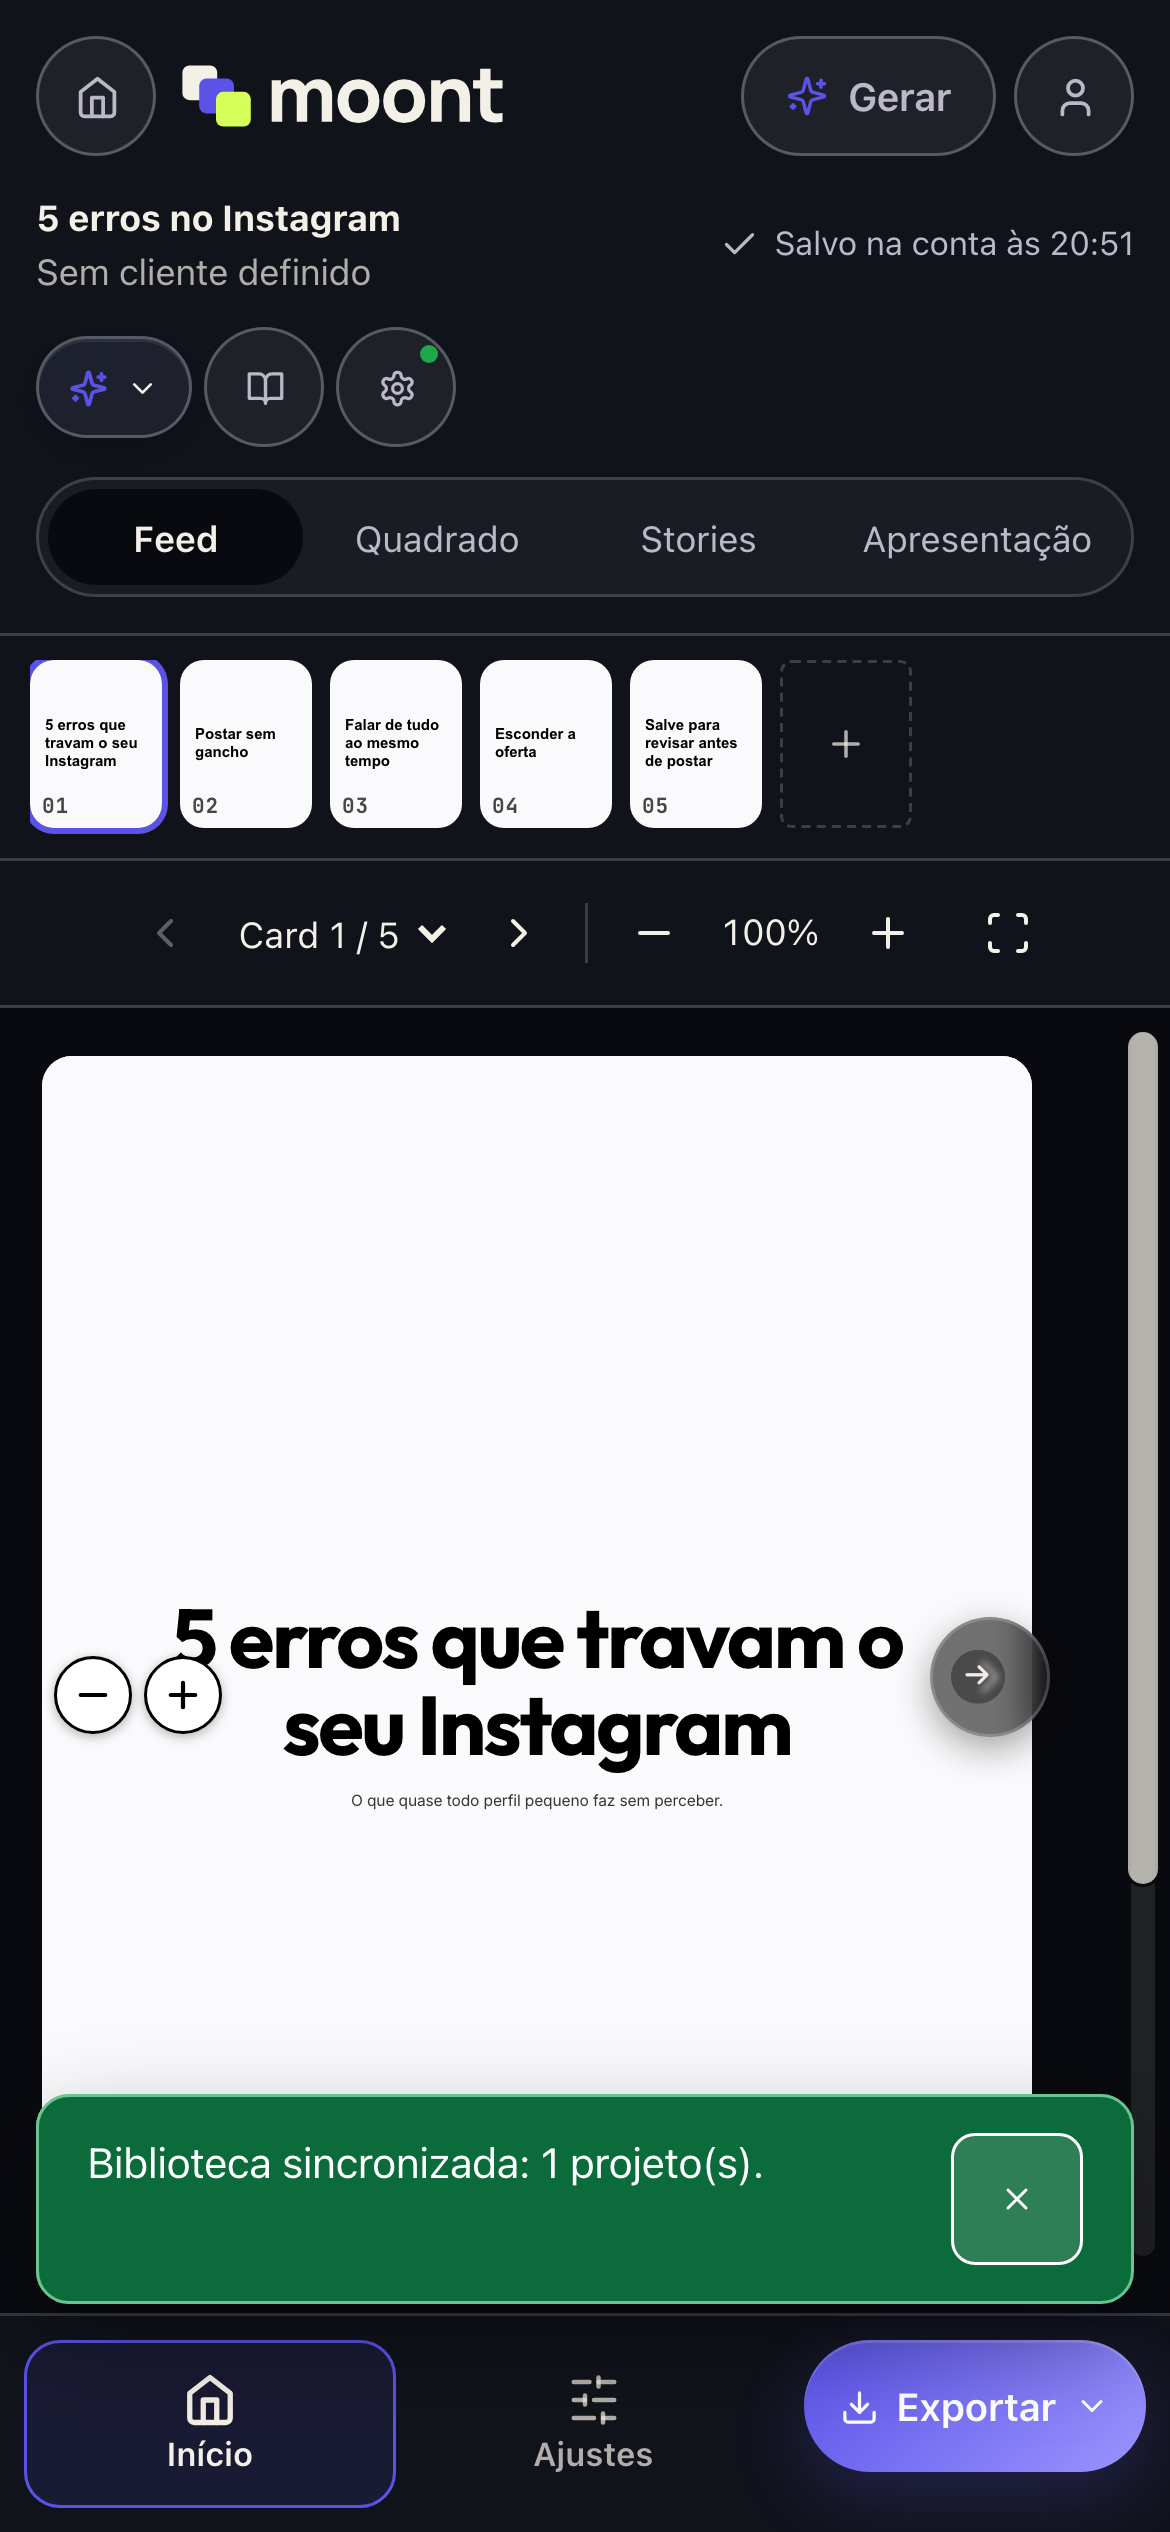 moont
Gerar
5 erros no Instagram
Sem cliente definido
Salvo na conta às 20:51
Feed
Quadrado
Stories
Apresentação
5 erros que
travam o seu
Instagram
01
Postar sem
gancho
02
Falar de tudo
ao mesmo
tempo
03
Esconder a
oferta
04
Salve para
revisar antes
de postar
05
Card 1 / 5
100%
5 erros que travam o
seu Instagram
O que quase todo perfil pequeno faz sem perceber.
Biblioteca sincronizada: 1 projeto(s).
Início
Ajustes
Exportar